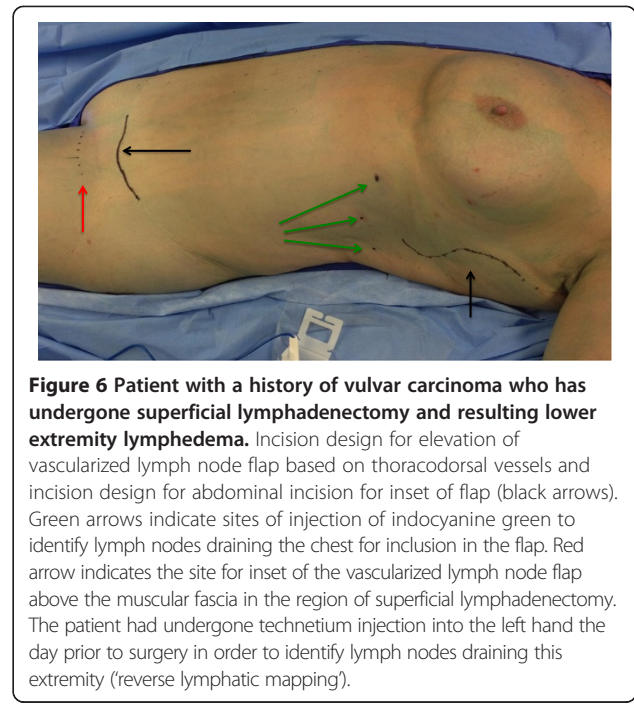 Figure 6 Patient with a history of vulvar carcinoma who has
undergone superficial lymphadenectomy and resulting lower
extremity lymphedema. Incision design for elevation of
vascularized lymph node flap based on thoracodorsal vessels and
incision design for abdominal incision for inset of flap (black arrows).
Green arrows indicate sites of injection of indocyanine green to
identify lymph nodes draining the chest for inclusion in the flap. Red
arrow indicates the site for inset of the vascularized lymph node flap
above the muscular fascia in the region of superficial lymphadenectomy.
The patient had undergone technetium injection into the left hand the
day prior to surgery in order to identify lymph nodes draining this
extremity (‘reverse lymphatic mapping’).